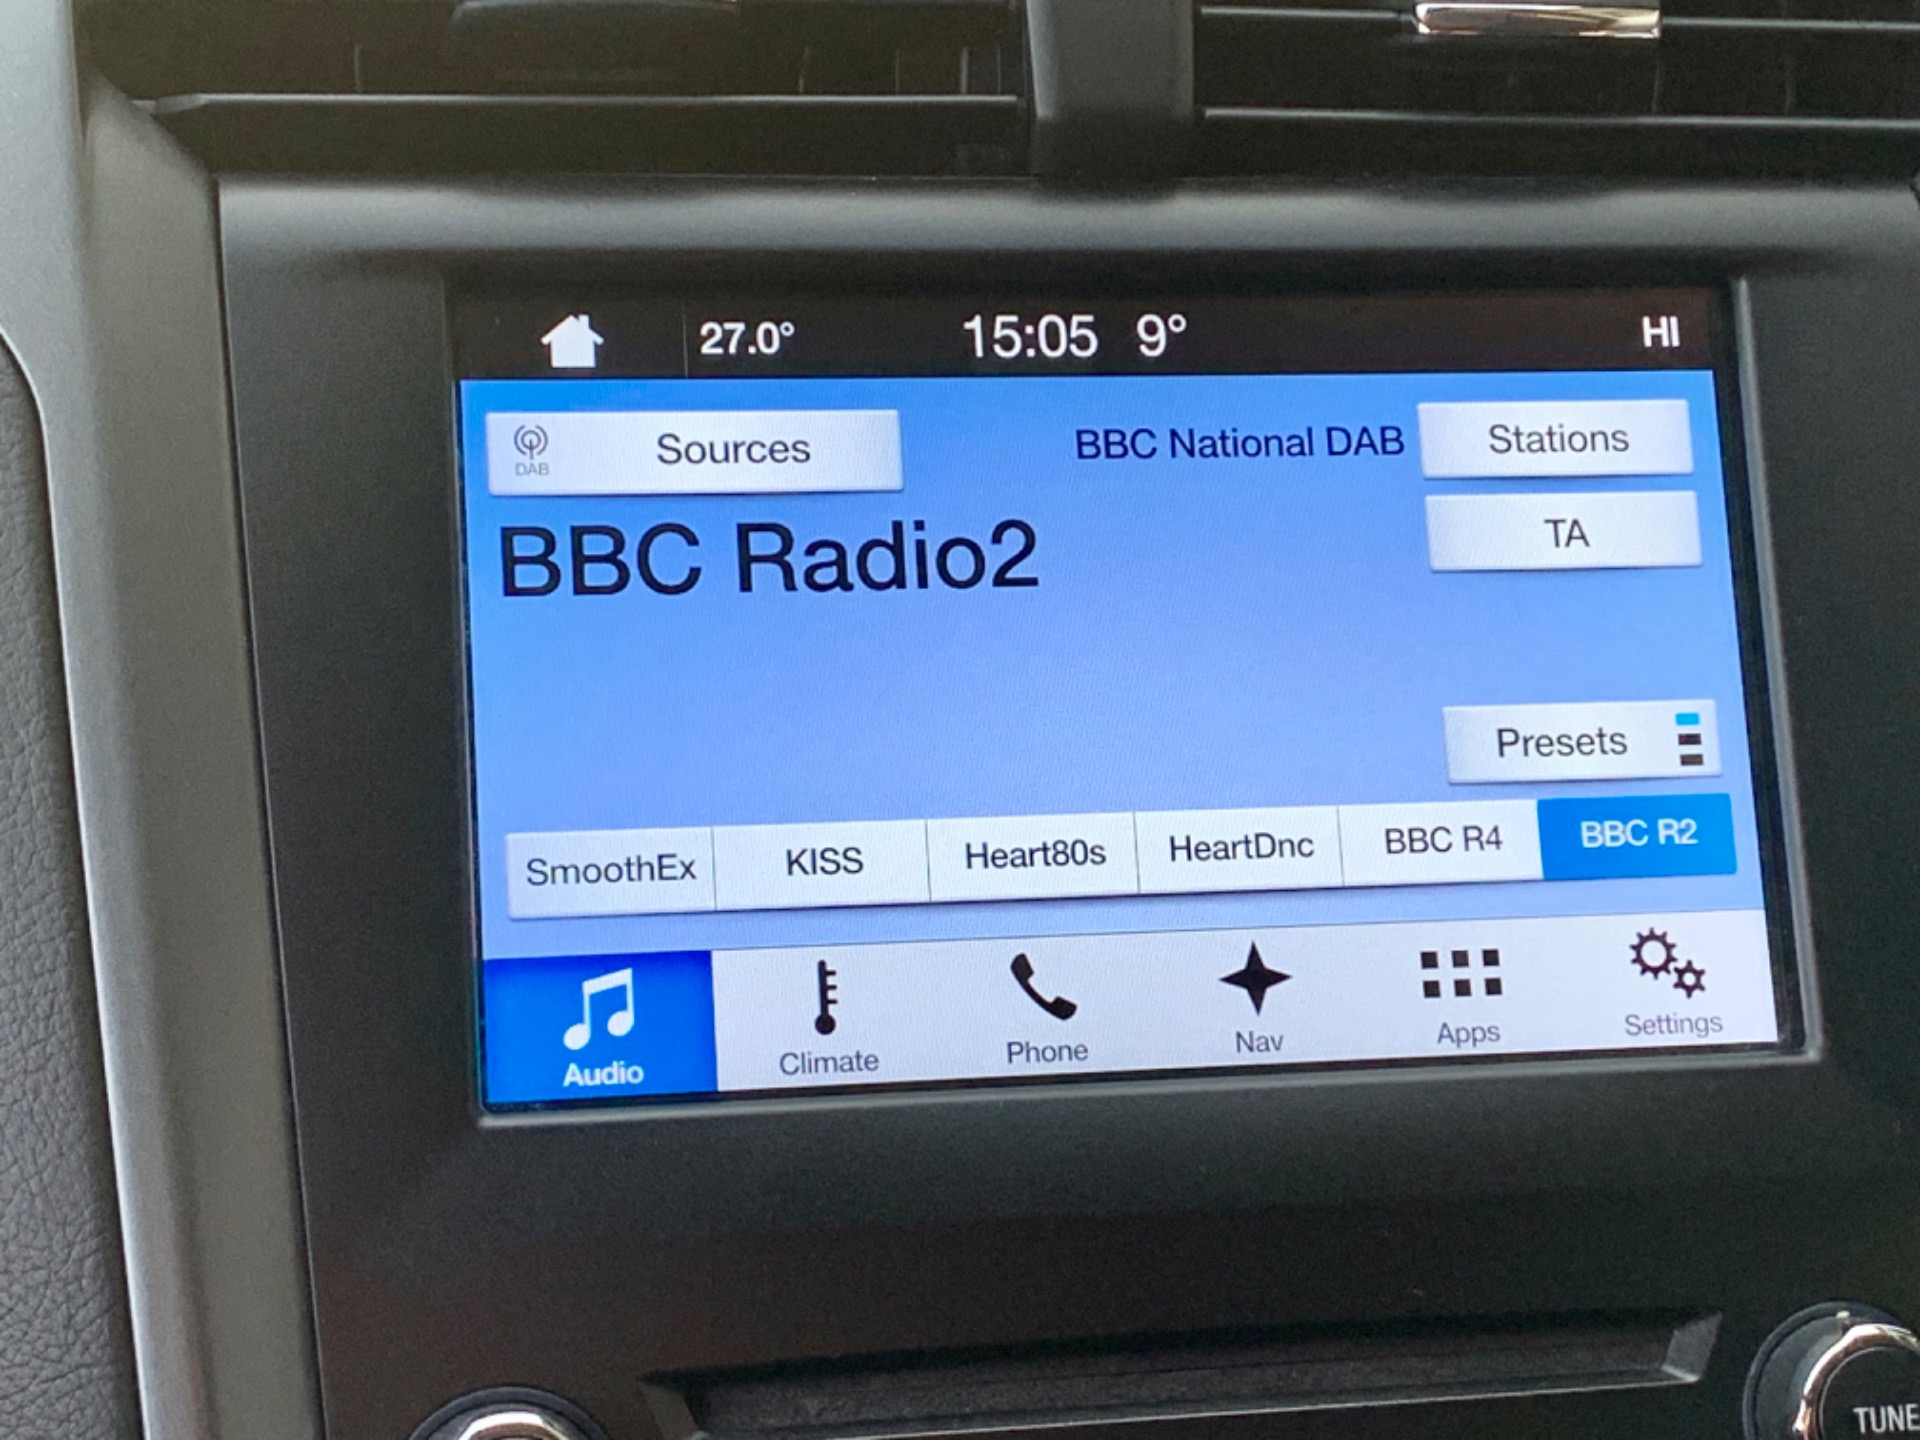 27.0° 15:05 9° HI
DAB Sources BBC National DAB Stations
BBC Radio2 TA
Presets
SmoothEx KISS Heart80s HeartDnc BBC R4 BBC R2
Audio Climate Phone Nav Apps Settings
TUNE